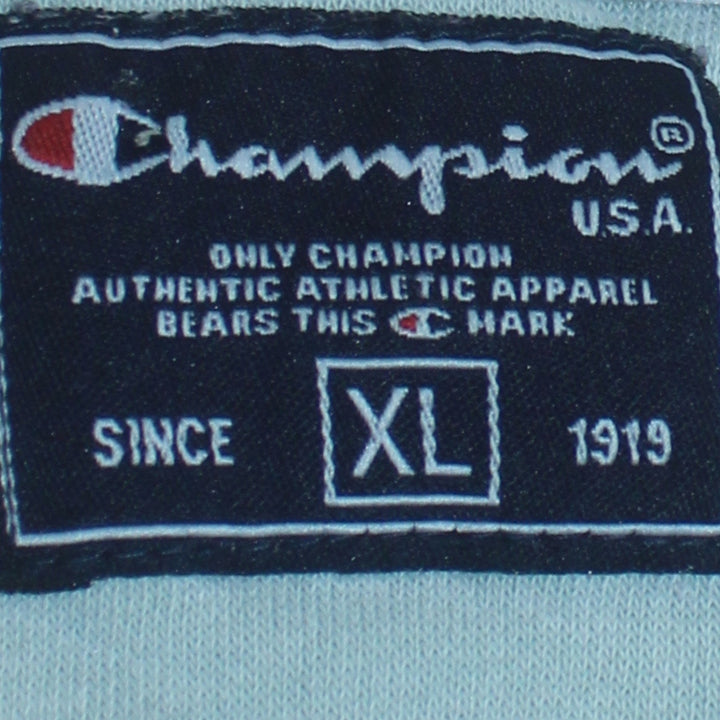 Champion®
U.S.A.
ONLY CHAMPION
AUTHENTIC ATHLETIC APPAREL
BEARS THIS C MARK
SINCE XL 1919